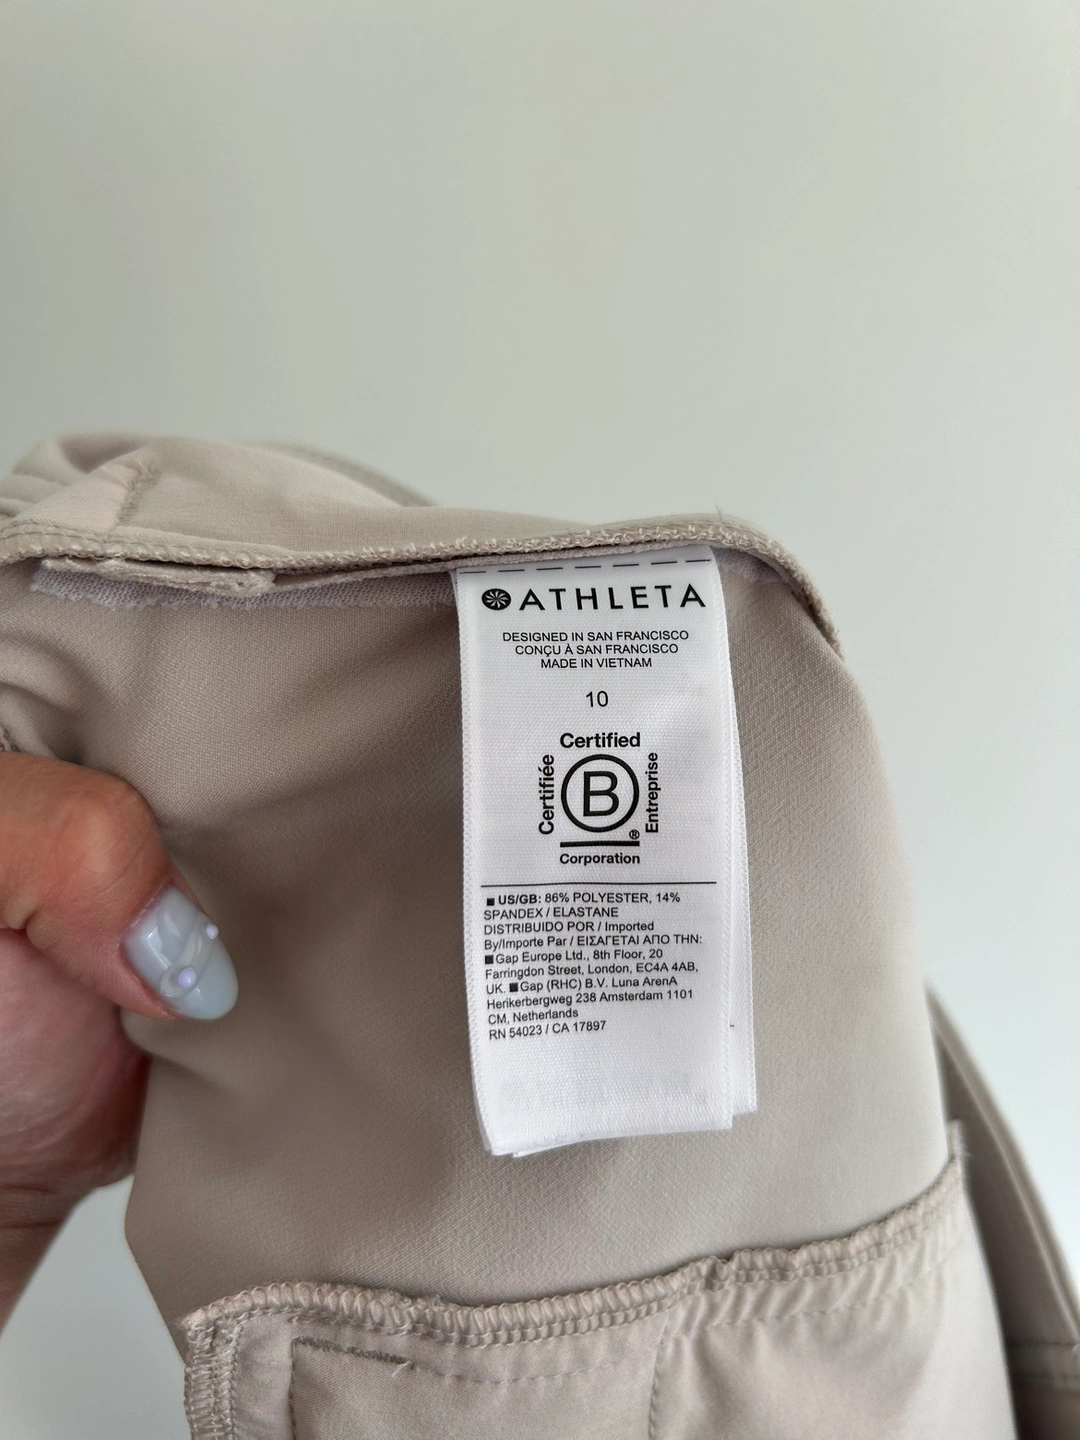 ATHLETA
DESIGNED IN SAN FRANCISCO
CONÇU À SAN FRANCISCO
MADE IN VIETNAM
10
Certified
Certifiée
B
Entreprise
®
Corporation
■ US/GB: 86% POLYESTER, 14%
SPANDEX / ELASTANE
DISTRIBUIDO POR / Imported
By/Importe Par / ΕΙΣΑΓΕΤΑΙ ΑΠΟ ΤΗΝ:
■Gap Europe Ltd., 8th Floor, 20
Farringdon Street, London, EC4A 4AB,
UK. ■Gap (RHC) B.V. Luna ArenA
Herikerbergweg 238 Amsterdam 1101
CM, Netherlands
RN 54023 / CA 17897